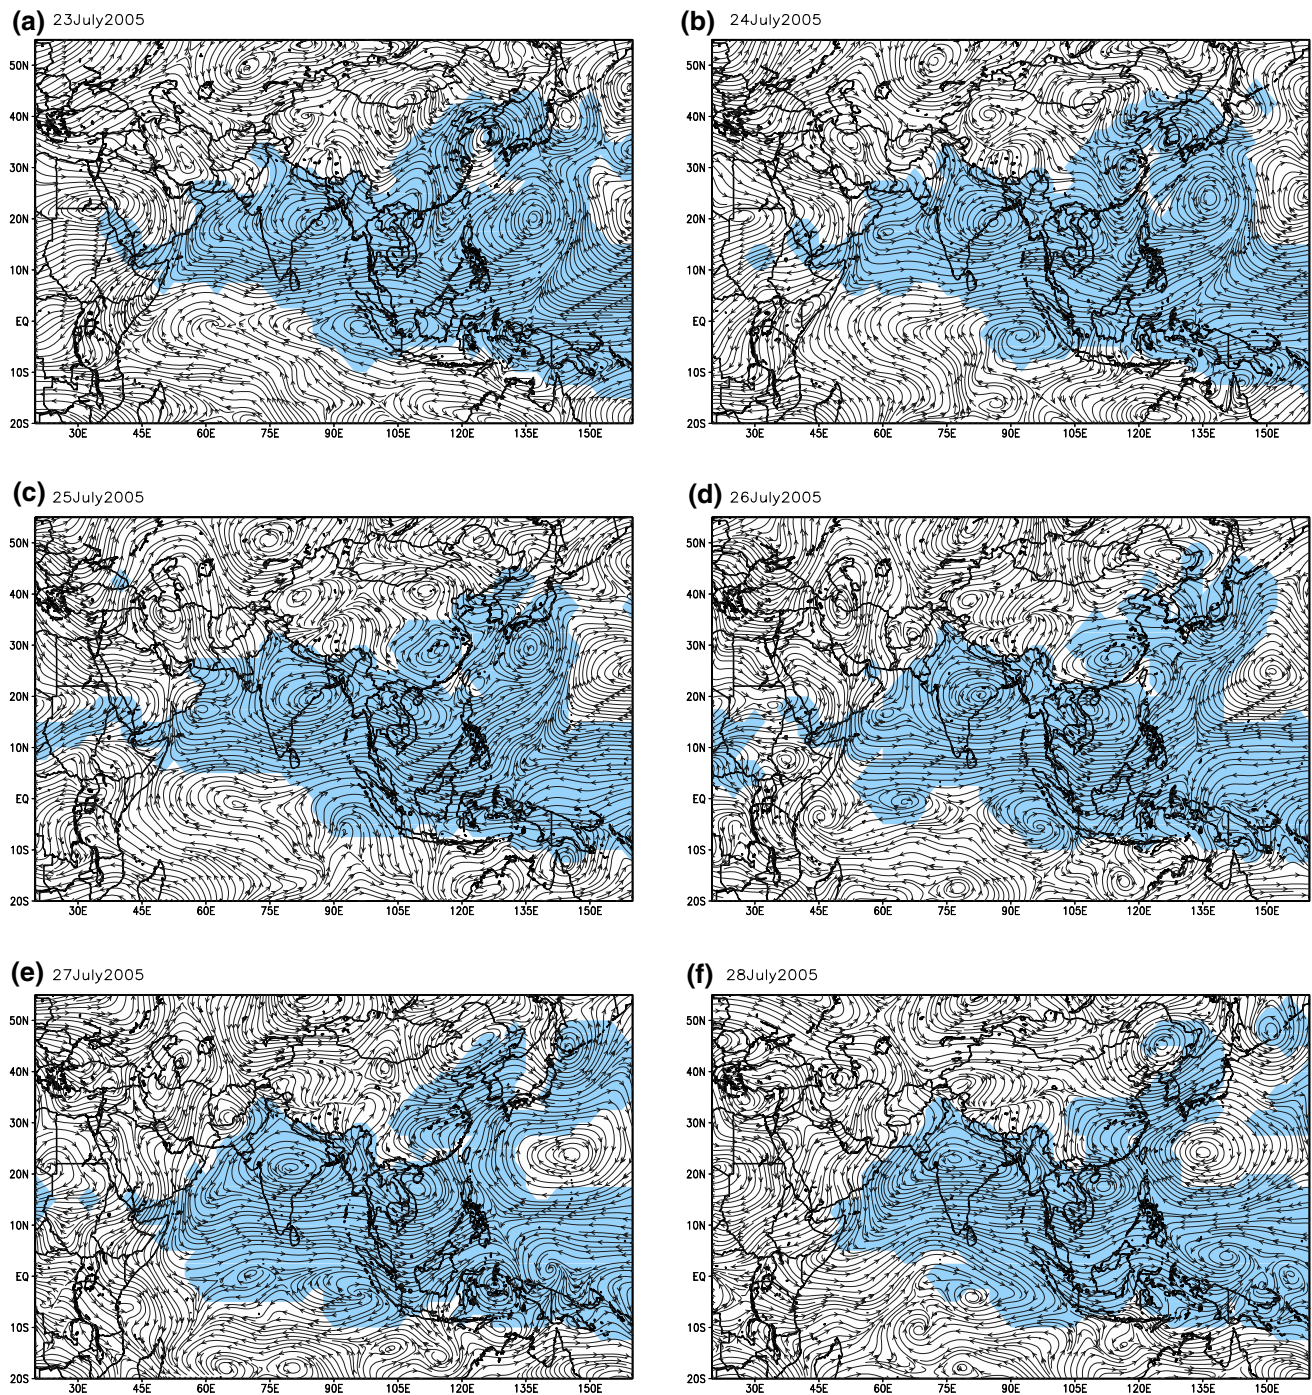 (a) 23July2005
(b) 24July2005
50N
40N
30N
20N
10N
EQ
10S
20S
30E 45E 60E 75E 90E 105E 120E 135E 150E
50N
40N
30N
20N
10N
EQ
10S
20S
30E 45E 60E 75E 90E 105E 120E 135E 150E
(c) 25July2005
(d) 26July2005
50N
40N
30N
20N
10N
EQ
10S
20S
30E 45E 60E 75E 90E 105E 120E 135E 150E
50N
40N
30N
20N
10N
EQ
10S
20S
30E 45E 60E 75E 90E 105E 120E 135E 150E
(e) 27July2005
(f) 28July2005
50N
40N
30N
20N
10N
EQ
10S
20S
30E 45E 60E 75E 90E 105E 120E 135E 150E
50N
40N
30N
20N
10N
EQ
10S
20S
30E 45E 60E 75E 90E 105E 120E 135E 150E